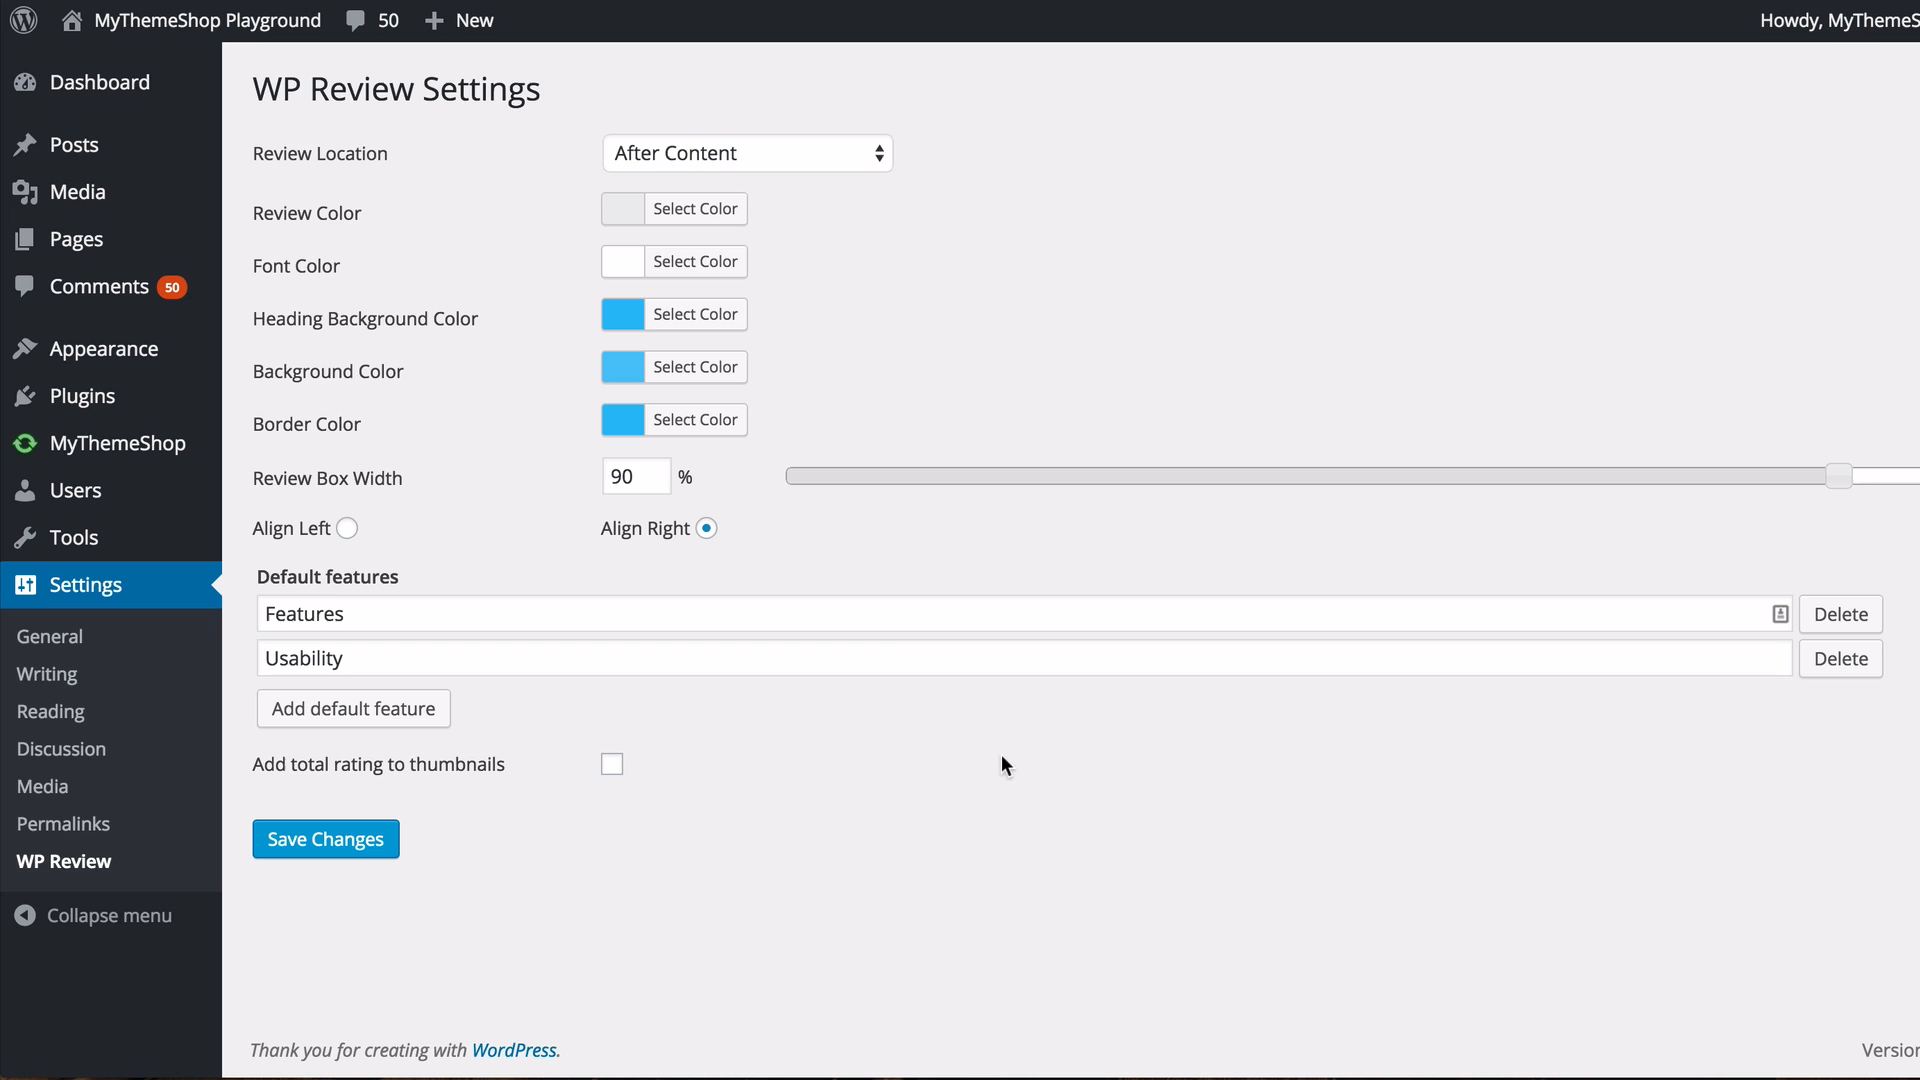 MyThemeShop Playground 50 New
Howdy, MyThemeS
Dashboard
Posts
Media
Pages
Comments 50
Appearance
Plugins
MyThemeShop
Users
Tools
Settings
General
Writing
Reading
Discussion
Media
Permalinks
WP Review
Collapse menu
WP Review Settings
Review Location After Content
Review Color Select Color
Font Color Select Color
Heading Background Color Select Color
Background Color Select Color
Border Color Select Color
Review Box Width 90 %
Align Left Align Right
Default features
Features Delete
Usability Delete
Add default feature
Add total rating to thumbnails
Save Changes
Thank you for creating with WordPress.
Version